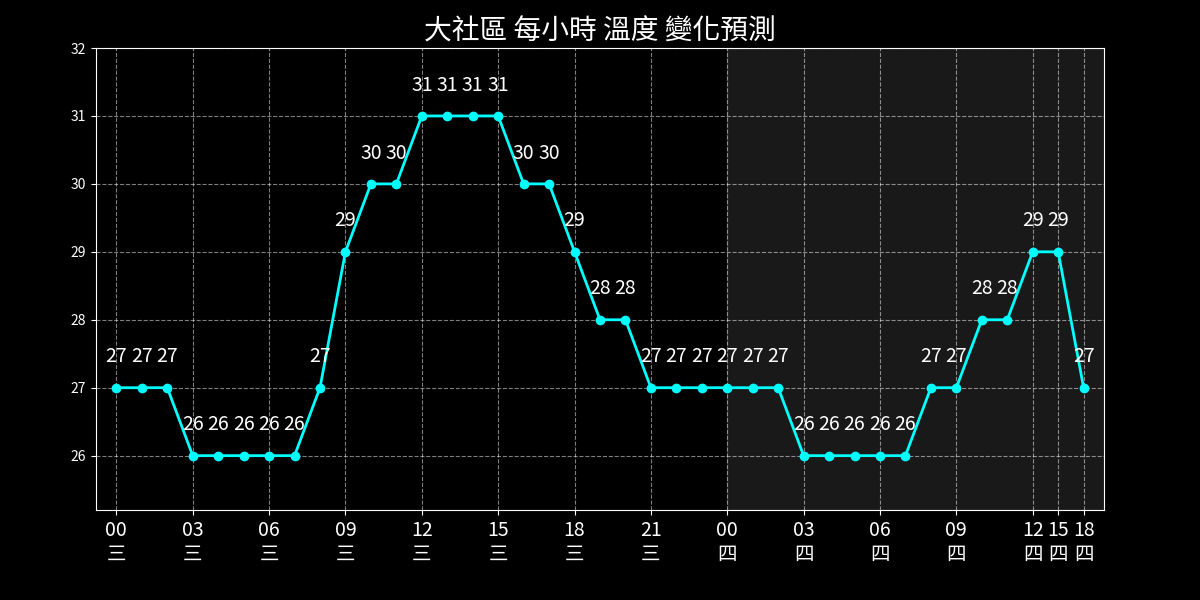 大社區 每小時 溫度 變化預測
32
31
30
29
28
27
26
31 31 31 31
30 30 30 30
29 29 29 29
28 28 28 28
27 27 27 27 27 27 27 27 27 27 27 27 27
26 26 26 26 26 26 26 26 26 26
00 03 06 09 12 15 18 21 00 03 06 09 12 15 18
三 三 三 三 三 三 三 三 四 四 四 四 四 四 四